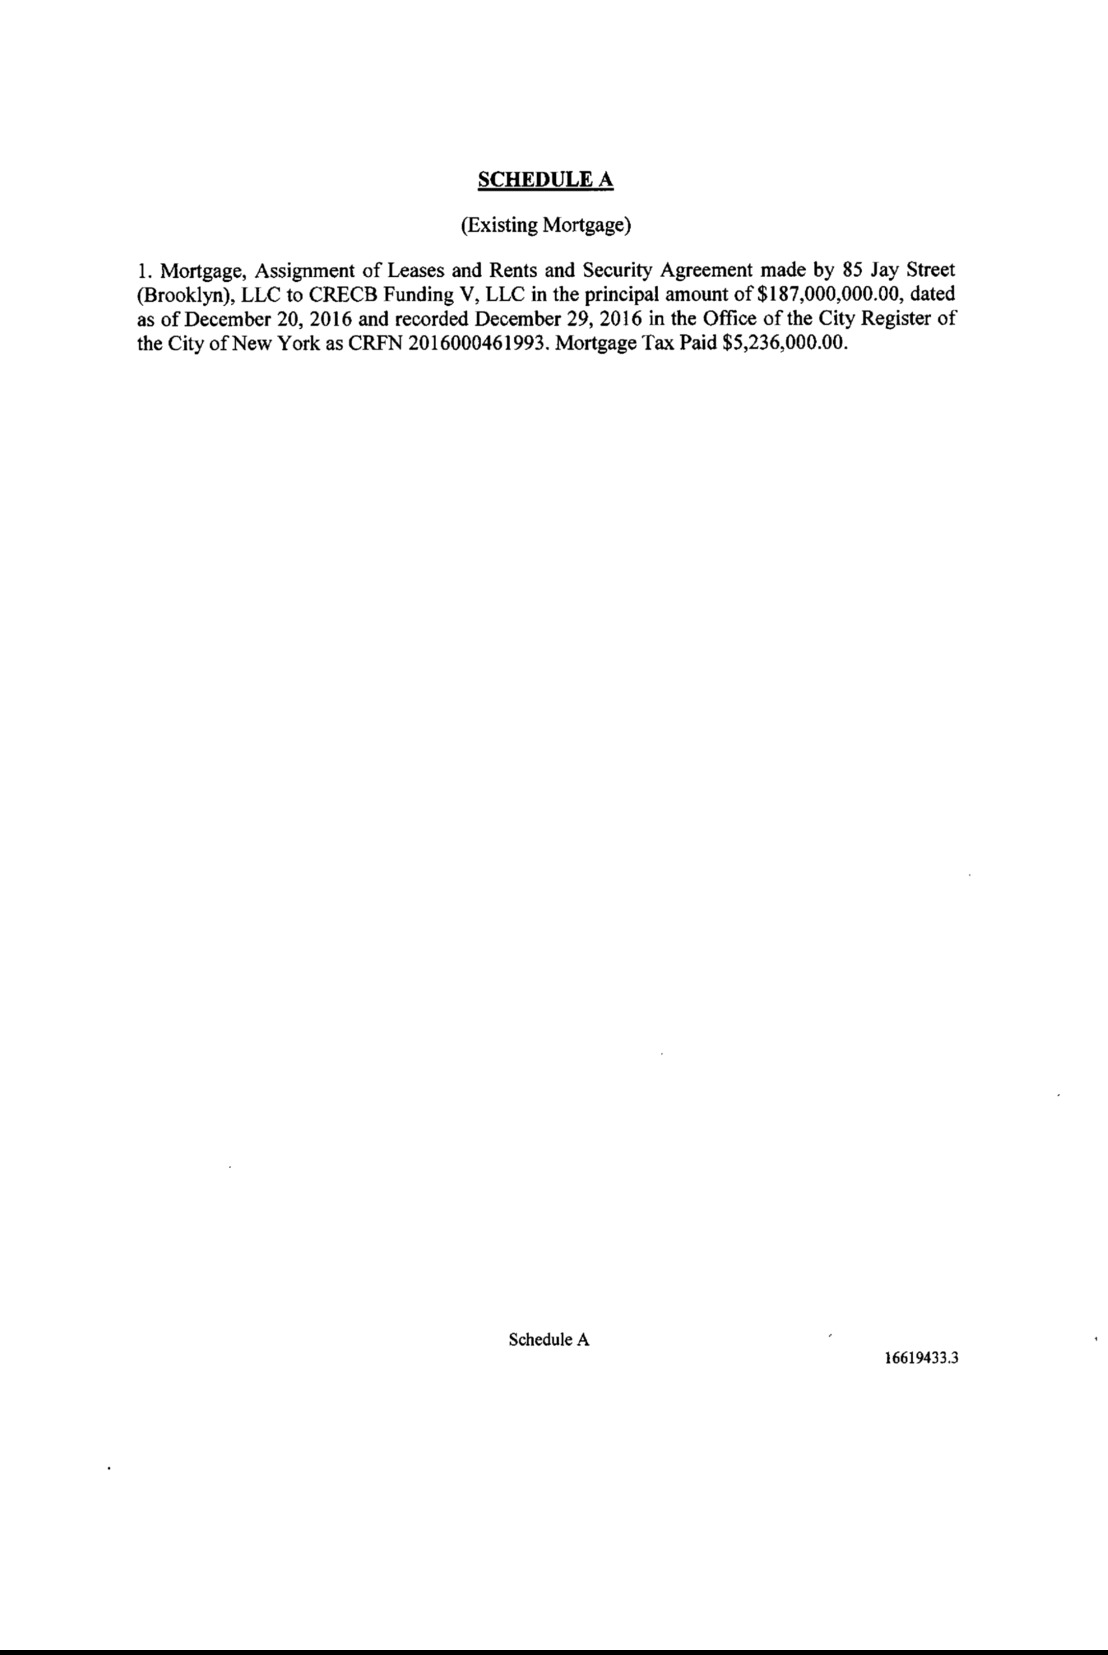 SCHEDULE A
(Existing Mortgage)
1. Mortgage, Assignment of Leases and Rents and Security Agreement made by 85 Jay Street
(Brooklyn), LLC to CRECB Funding V, LLC in the principal amount of $187,000,000.00, dated
as of December 20, 2016 and recorded December 29, 2016 in the Office of the City Register of
the City of New York as CRFN 2016000461993. Mortgage Tax Paid $5,236,000.00.
Schedule A
16619433.3